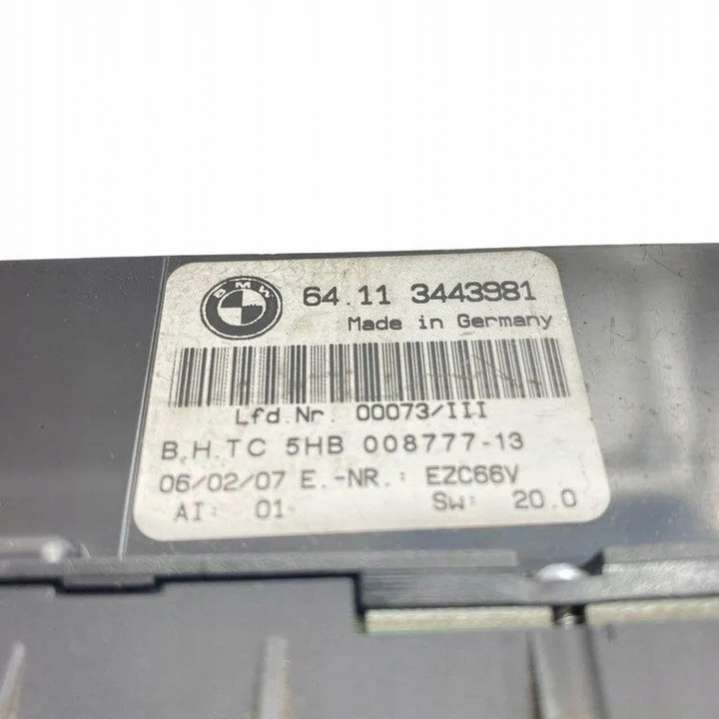 BMW
64.11 3443981
Made in Germany
Lfd.Nr. 00073/III
B.H.TC 5HB 008777-13
06/02/07 E.-NR.: EZC66V
AI: 01 SW: 20.0